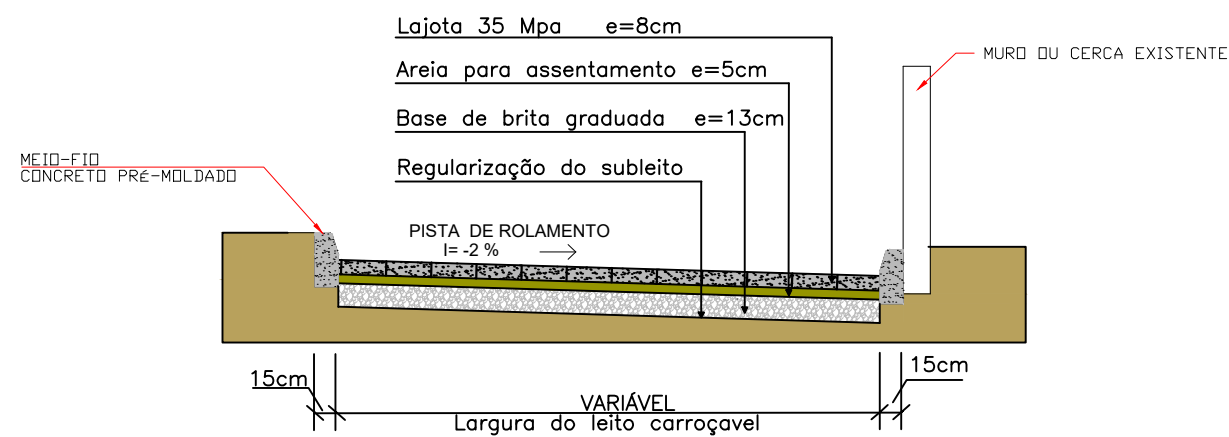 Lajota 35 Mpa e=8cm
Areia para assentamento e=5cm
Base de brita graduada e=13cm
Regularização do subleito
MURO OU CERCA EXISTENTE
MEIO-FIO
CONCRETO PRÉ-MOLDADO
PISTA DE ROLAMENTO
I= -2 %
15cm
15cm
VARIÁVEL
Largura do leito carroçavel